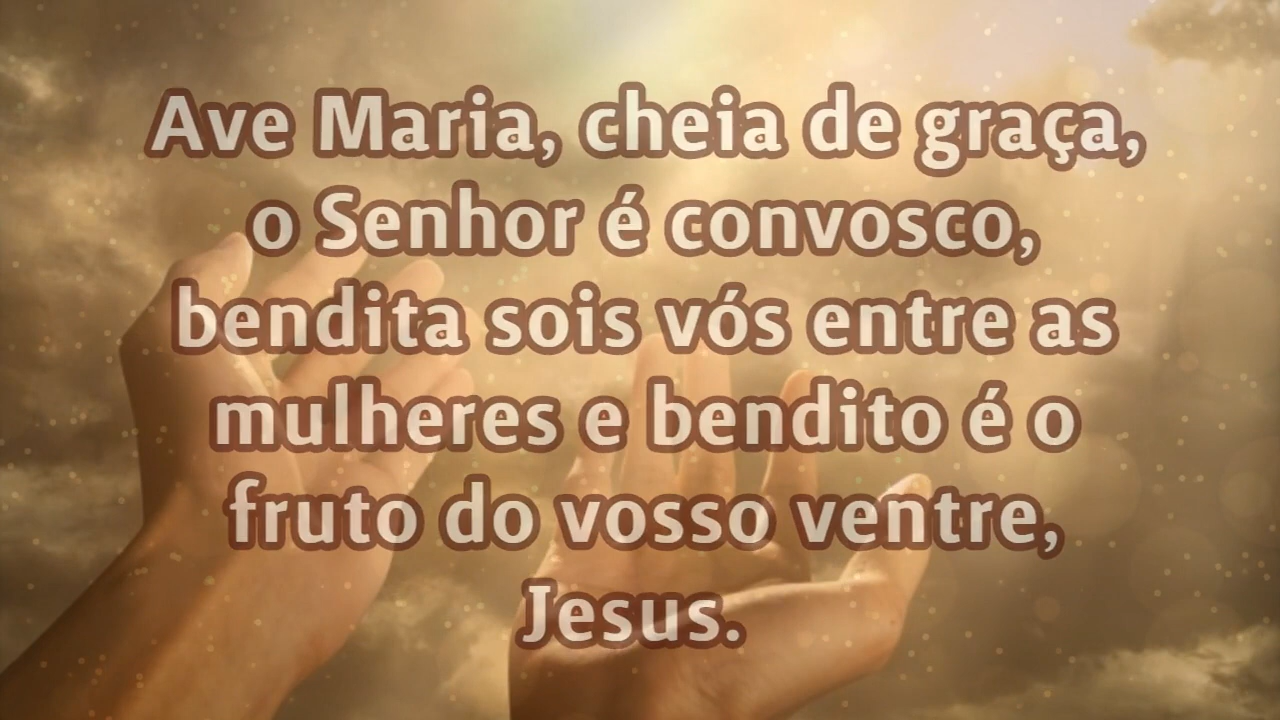 Ave Maria, cheia de graça,
o Senhor é convosco,
bendita sois vós entre as
mulheres e bendito é o
fruto do vosso ventre,
Jesus.